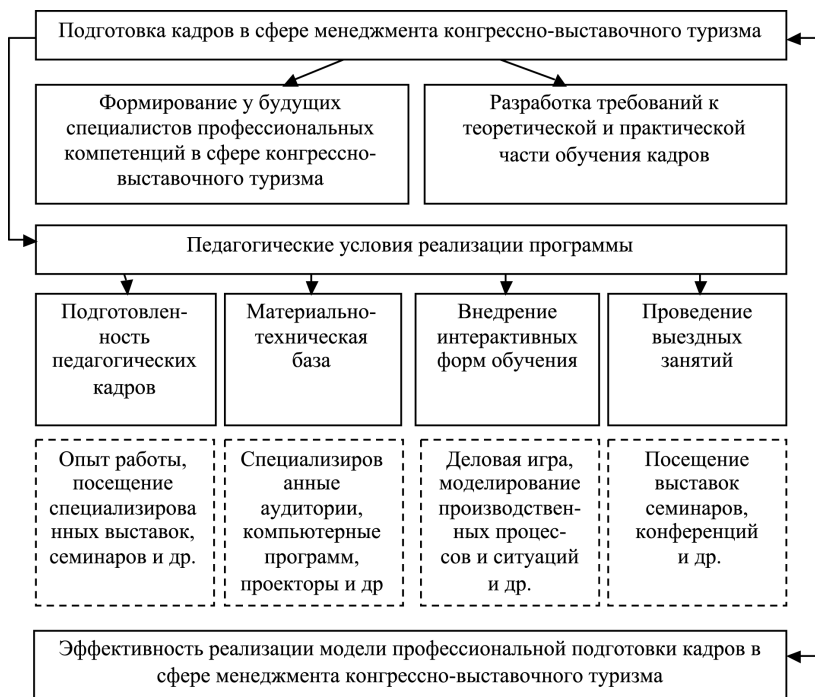 Подготовка кадров в сфере менеджмента конгрессно-выставочного туризма
Формирование у будущих
специалистов профессиональных
компетенций в сфере конгрессно-
выставочного туризма
Разработка требований к
теоретической и практической
части обучения кадров
Педагогические условия реализации программы
Подготовлен-
ность
педагогических
кадров
Материально-
техническая
база
Внедрение
интерактивных
форм обучения
Проведение
выездных
занятий
Опыт работы,
посещение
специализирова
нных выставок,
семинаров и др.
Специализиров
анные
аудитории,
компьютерные
программ,
проекторы и др
Деловая игра,
моделирование
производствен-
ных процес-
сов и ситуаций
и др.
Посещение
выставок
семинаров,
конференций
и др.
Эффективность реализации модели профессиональной подготовки кадров в
сфере менеджмента конгрессно-выставочного туризма